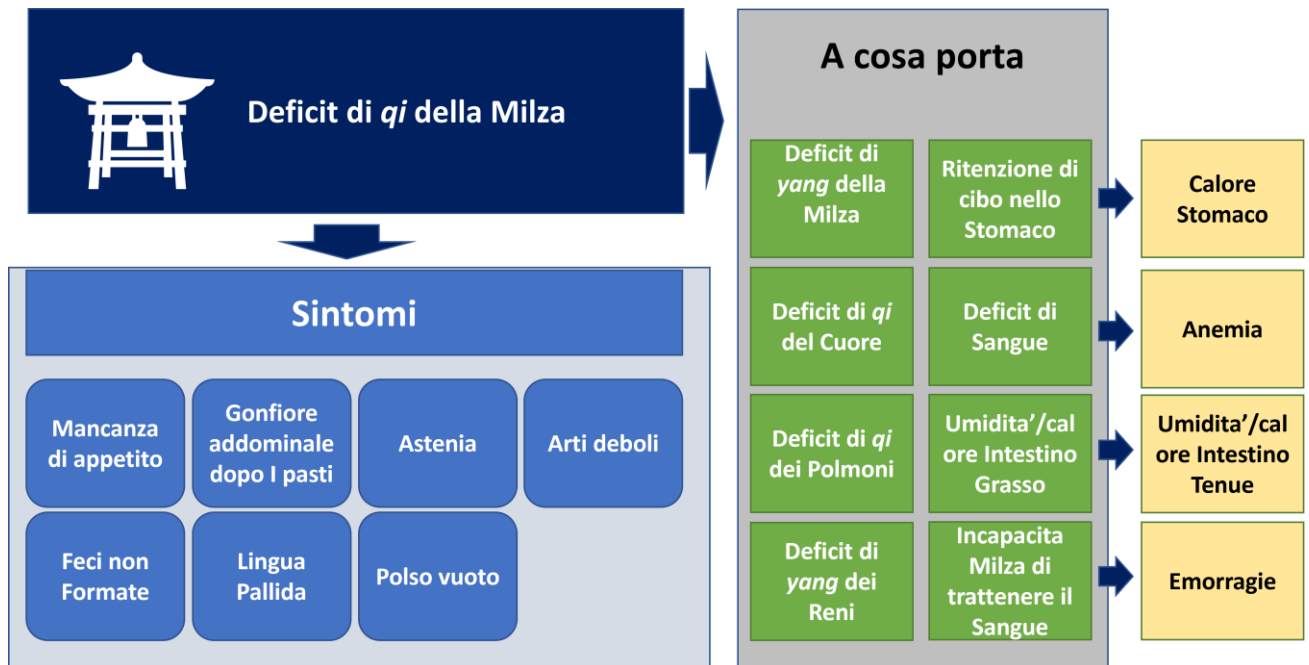 Deficit di qi della Milza
Sintomi
Mancanza
di appetito
Gonfiore
addominale
dopo I pasti
Astenia
Arti deboli
Feci non
Formate
Lingua
Pallida
Polso vuoto
A cosa porta
Deficit di
yang della
Milza
Ritenzione di
cibo nello
Stomaco
Calore
Stomaco
Deficit di qi
del Cuore
Deficit di
Sangue
Anemia
Deficit di qi
dei Polmoni
Umidita’/cal
ore Intestino
Grasso
Umidita’/cal
ore Intestino
Tenue
Deficit di
yang dei
Reni
Incapacita
Milza di
trattenere il
Sangue
Emorragie